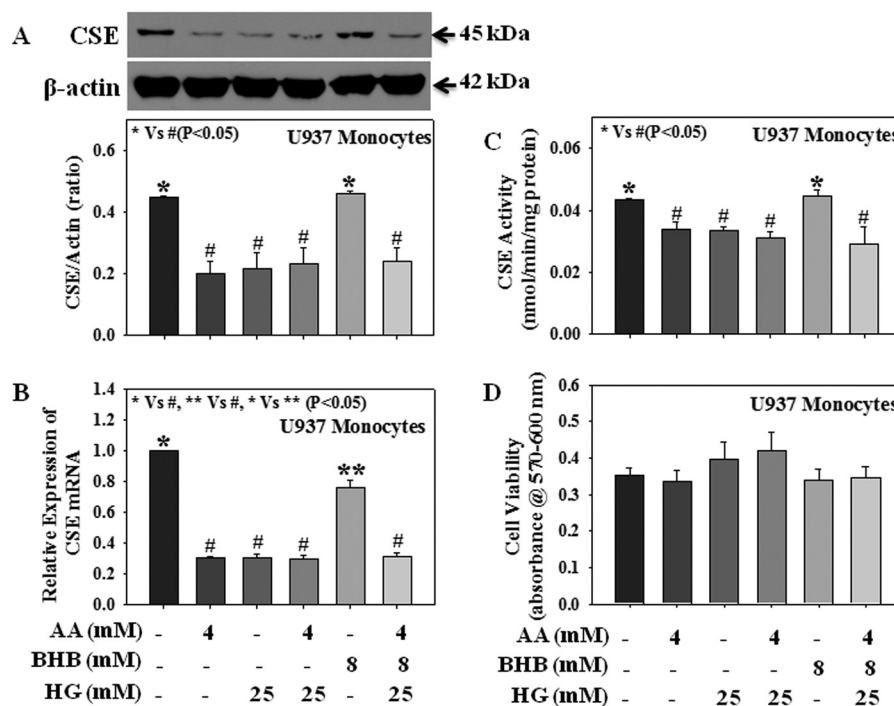 A
CSE
45 kDa
β-actin
42 kDa
* Vs #(P<0.05)
U937 Monocytes
CSE/Actin (ratio)
0.6
0.4
0.2
0.0
* # # # * #
C
* Vs #(P<0.05)
U937 Monocytes
CSE Activity
(nmol/min/mg protein)
0.06
0.04
0.02
0.00
* # # # * #
B
* Vs #, ** Vs #, * Vs ** (P<0.05)
U937 Monocytes
Relative Expression of
CSE mRNA
1.4
1.2
1.0
0.8
0.6
0.4
0.2
0.0
* # # # ** #
AA (mM) - 4 - 4 - 4
BHB (mM) - - - - 8 8
HG (mM) - - 25 25 - 25
D
U937 Monocytes
Cell Viability
(absorbance @ 570-600 nm)
0.6
0.5
0.4
0.3
0.2
0.1
0.0
AA (mM) - 4 - 4 - 4
BHB (mM) - - - - 8 8
HG (mM) - - 25 25 - 25